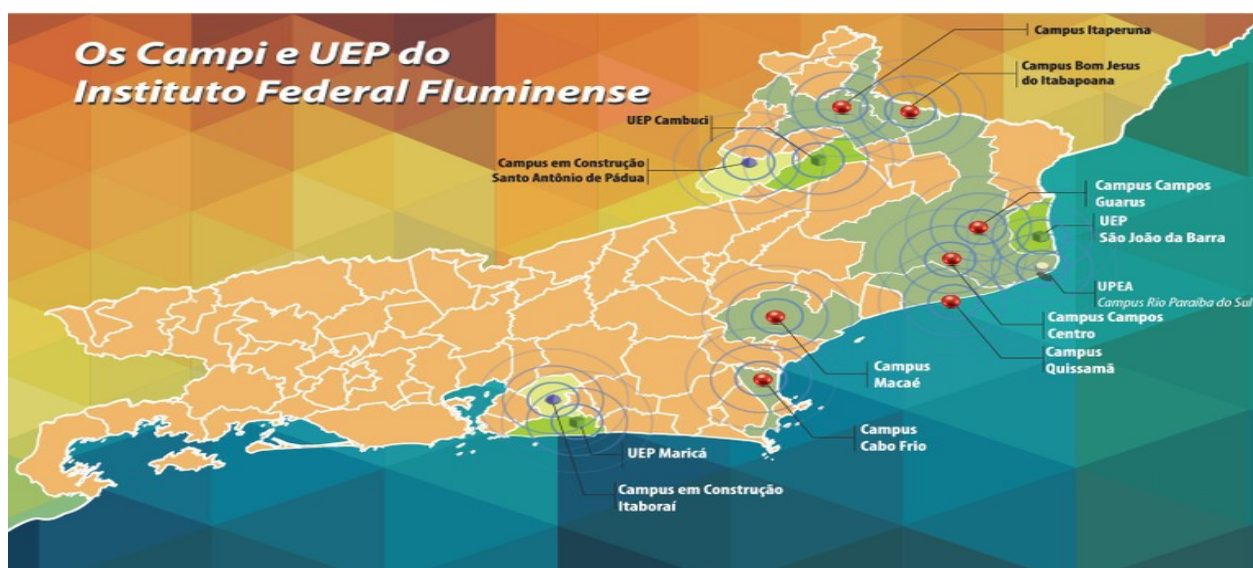 Os Campi e UEP do
Instituto Federal Fluminense
Campus Itaperuna
Campus Bom Jesus
do Itabapoana
UEP Cambuci
Campus em Construção
Santo Antônio de Pádua
Campus Campos
Guarus
UEP
São João da Barra
UPEA
Campus Rio Paraíba do Sul
Campus Campos
Centro
Campus
Quissamã
Campus
Macaé
Campus
Cabo Frio
UEP Maricá
Campus em Construção
Itaboraí